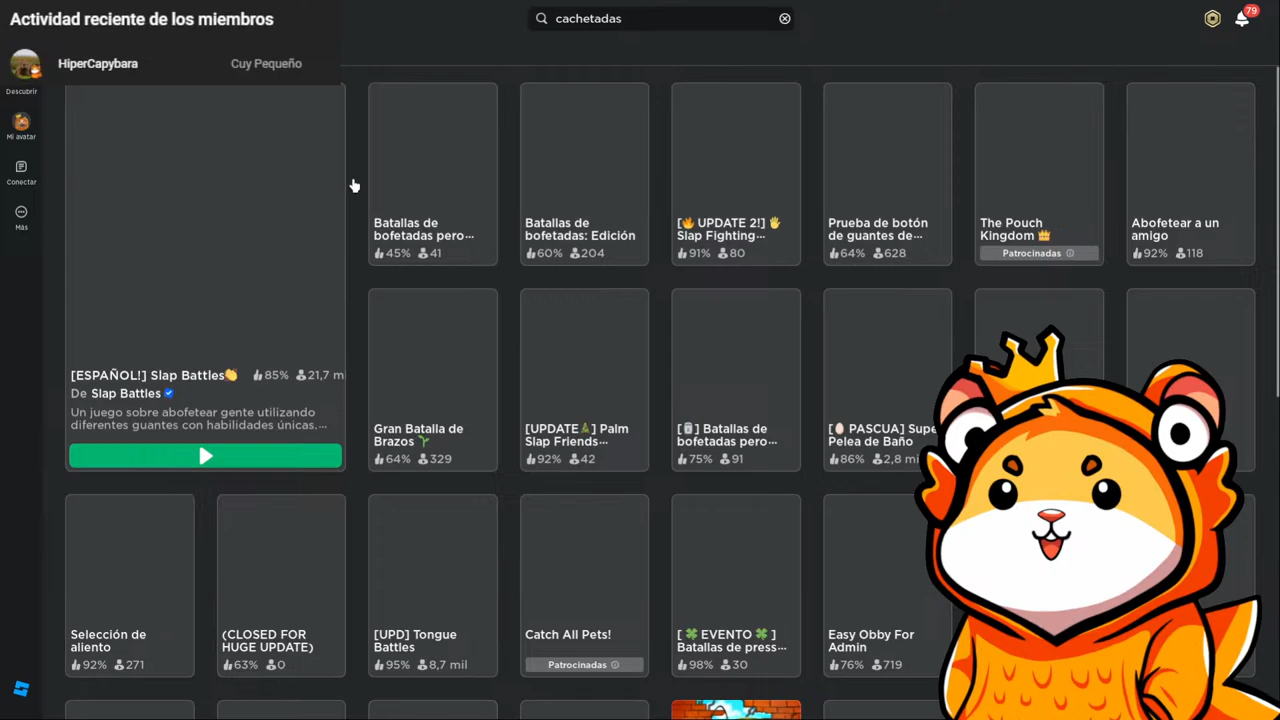 Actividad reciente de los miembros
cachetadas
79
HiperCapybara
Cuy Pequeño
Descubrir
Mi avatar
Conectar
Más
[ESPAÑOL!] Slap Battles👏 85% 21,7 m
De Slap Battles
Un juego sobre abofetear gente utilizando
diferentes guantes con habilidades únicas....
Batallas de
bofetadas pero...
45% 41
Batallas de
bofetadas: Edición
60% 204
[🔥 UPDATE 2!] 🖐
Slap Fighting...
91% 80
Prueba de botón
de guantes de...
64% 628
The Pouch
Kingdom 👑
Patrocinadas
Abofetear a un
amigo
92% 118
Gran Batalla de
Brazos 🌱
64% 329
[UPDATE🎄] Palm
Slap Friends...
92% 42
Batallas de
bofetadas pero...
75% 91
[🥚 PASCUA] Supe
Pelea de Baño
86% 2,8 mi
Selección de
aliento
92% 271
(CLOSED FOR
HUGE UPDATE)
63% 0
[UPD] Tongue
Battles
95% 8,7 mil
Catch All Pets!
Patrocinadas
[ 🍀 EVENTO 🍀 ]
Batallas de press...
98% 30
Easy Obby For
Admin
76% 719